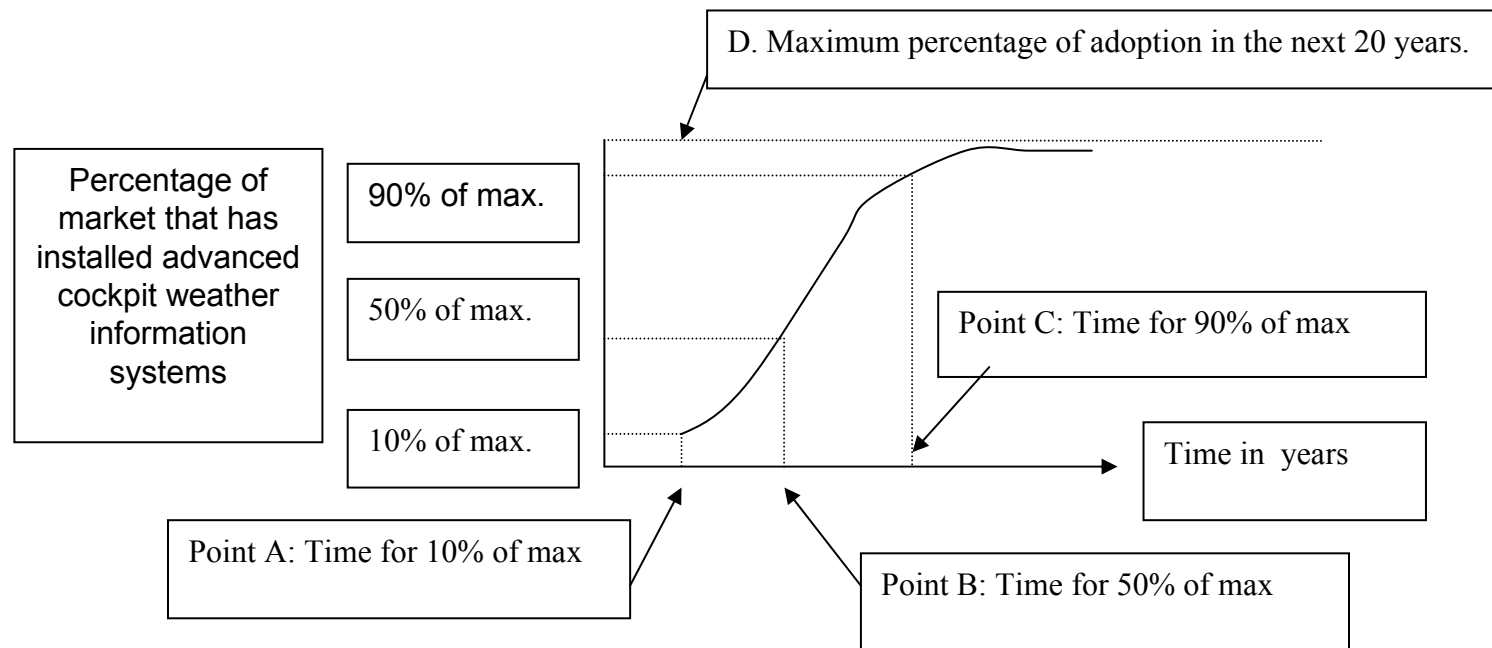 D. Maximum percentage of adoption in the next 20 years.
Percentage of
market that has
installed advanced
cockpit weather
information
systems
90% of max.
50% of max.
10% of max.
Point C: Time for 90% of max
Time in  years
Point A: Time for 10% of max
Point B: Time for 50% of max